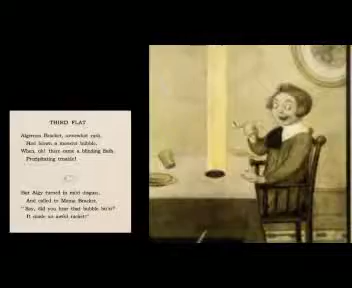 THIRD FLAT
Algernon Bracket, somewhat rash,
Had blown a monster bubble,
When, oh! there came a blinding flash,
Precipitating trouble!
But Algy turned in mild disgust,
And called to Mama Bracket,
"Say, did you hear that bubble bu'st?
It made an awful racket!"